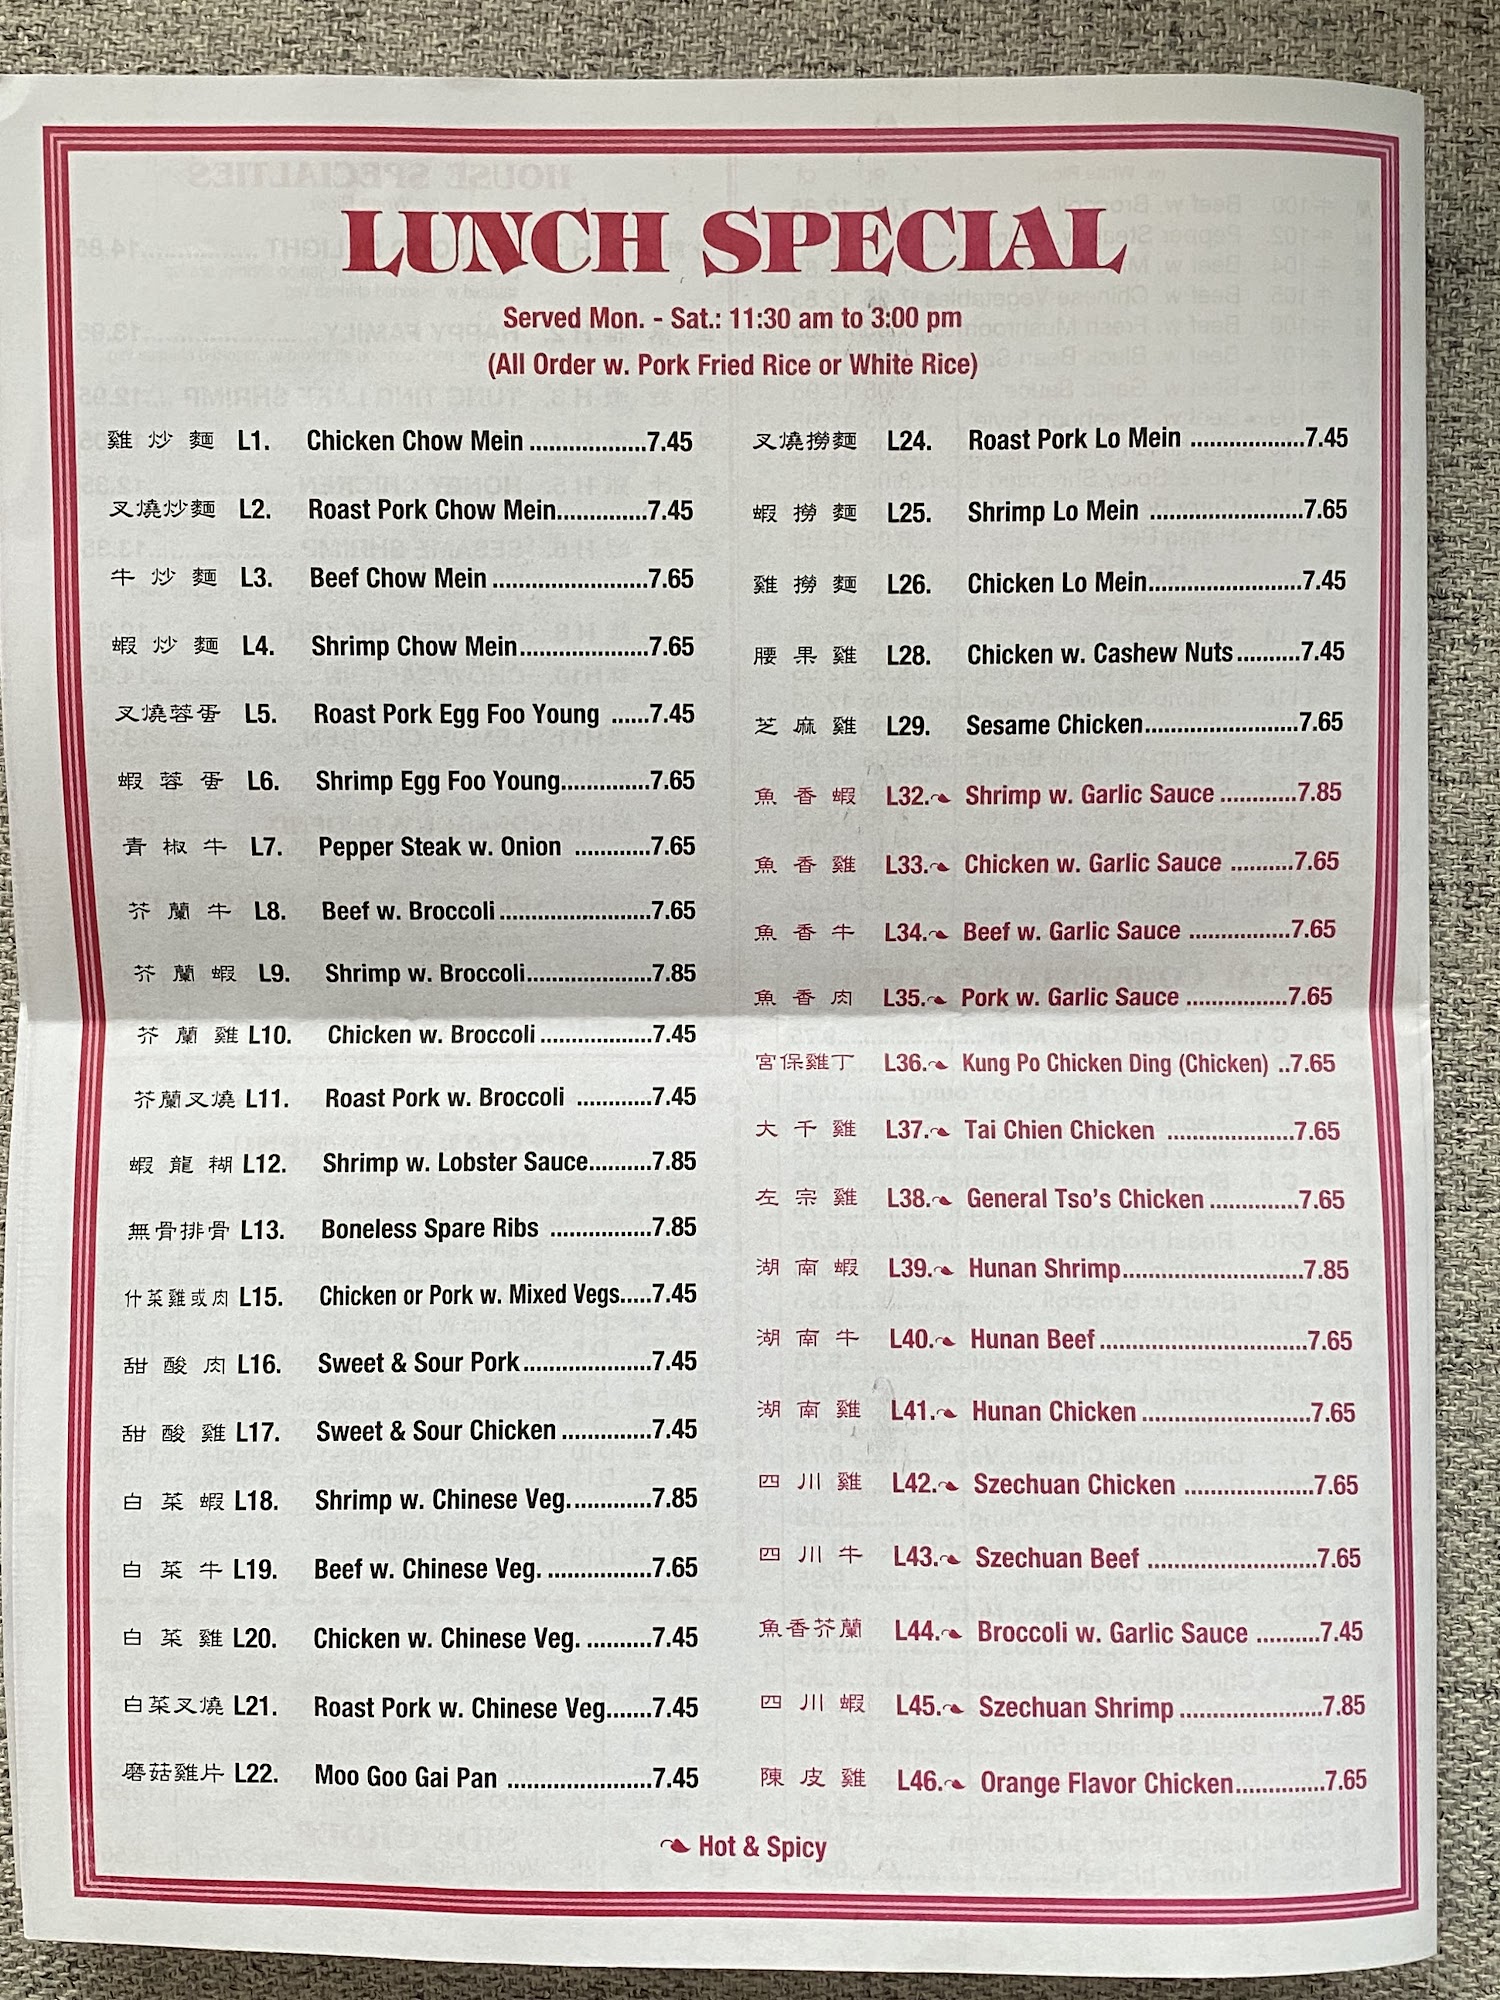 LUNCH SPECIAL
Served Mon. - Sat.: 11:30 am to 3:00 pm
(All Order w. Pork Fried Rice or White Rice)
雞炒麵 L1. Chicken Chow Mein ................7.45
叉燒炒麵 L2. Roast Pork Chow Mein..............7.45
牛炒麵 L3. Beef Chow Mein ......................7.65
蝦炒麵 L4. Shrimp Chow Mein....................7.65
叉燒蓉蛋 L5. Roast Pork Egg Foo Young ......7.45
蝦蓉蛋 L6. Shrimp Egg Foo Young..............7.65
青椒牛 L7. Pepper Steak w. Onion ............7.65
芥蘭牛 L8. Beef w. Broccoli ........................7.65
芥蘭蝦 L9. Shrimp w. Broccoli....................7.85
芥蘭雞 L10. Chicken w. Broccoli ...................7.45
芥蘭叉燒 L11. Roast Pork w. Broccoli ............7.45
蝦龍糊 L12. Shrimp w. Lobster Sauce..........7.85
無骨排骨 L13. Boneless Spare Ribs ................7.85
什菜雞或肉 L15. Chicken or Pork w. Mixed Vegs.....7.45
甜酸肉 L16. Sweet & Sour Pork....................7.45
甜酸雞 L17. Sweet & Sour Chicken ..............7.45
白菜蝦 L18. Shrimp w. Chinese Veg.............7.85
白菜牛 L19. Beef w. Chinese Veg. ................7.65
白菜雞 L20. Chicken w. Chinese Veg. ..........7.45
白菜叉燒 L21. Roast Pork w. Chinese Veg.......7.45
磨菇雞片 L22. Moo Goo Gai Pan ......................7.45
叉燒撈麵 L24. Roast Pork Lo Mein ..................7.45
蝦撈麵 L25. Shrimp Lo Mein ........................7.65
雞撈麵 L26. Chicken Lo Mein........................7.45
腰果雞 L28. Chicken w. Cashew Nuts..........7.45
芝麻雞 L29. Sesame Chicken........................7.65
魚香蝦 L32. Shrimp w. Garlic Sauce ............7.85
魚香雞 L33. Chicken w. Garlic Sauce ..........7.65
魚香牛 L34. Beef w. Garlic Sauce ................7.65
魚香肉 L35. Pork w. Garlic Sauce ................7.65
宮保雞丁 L36. Kung Po Chicken Ding (Chicken) ..7.65
大千雞 L37. Tai Chien Chicken ....................7.65
左宗雞 L38. General Tso's Chicken ..............7.65
湖南蝦 L39. Hunan Shrimp............................7.85
湖南牛 L40. Hunan Beef................................7.65
湖南雞 L41. Hunan Chicken ..........................7.65
四川雞 L42. Szechuan Chicken ....................7.65
四川牛 L43. Szechuan Beef ..........................7.65
魚香芥蘭 L44. Broccoli w. Garlic Sauce ..........7.45
四川蝦 L45. Szechuan Shrimp ......................7.85
陳皮雞 L46. Orange Flavor Chicken..............7.65
Hot & Spicy